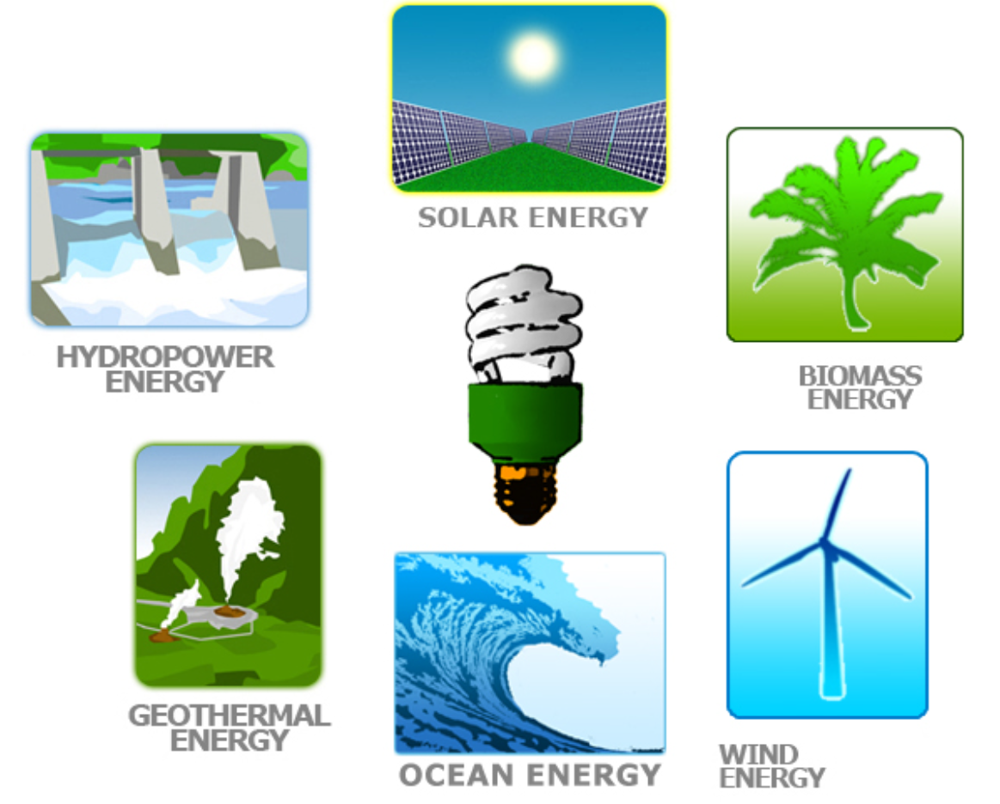 SOLAR ENERGY
HYDROPOWER
ENERGY
BIOMASS
ENERGY
GEOTHERMAL
ENERGY
OCEAN ENERGY
WIND
ENERGY